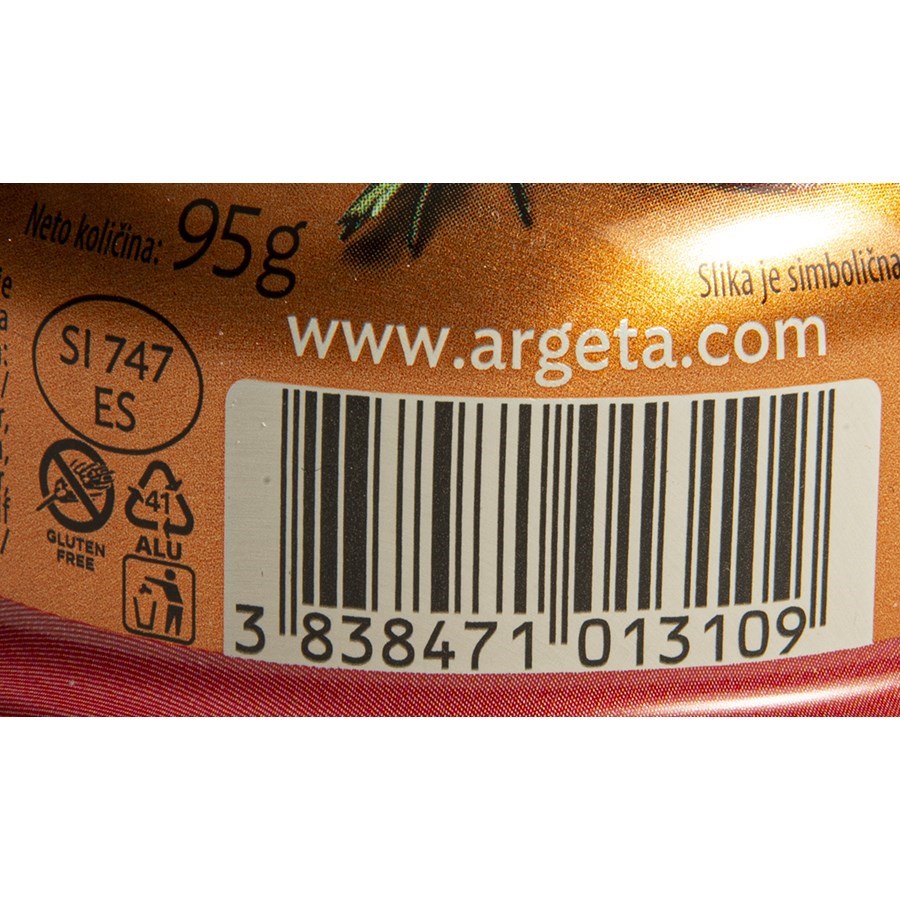 Neto količina: 95g
Slika je simbolična
www.argeta.com
SI 747
ES
41
ALU
GLUTEN
FREE
3 838471 013109